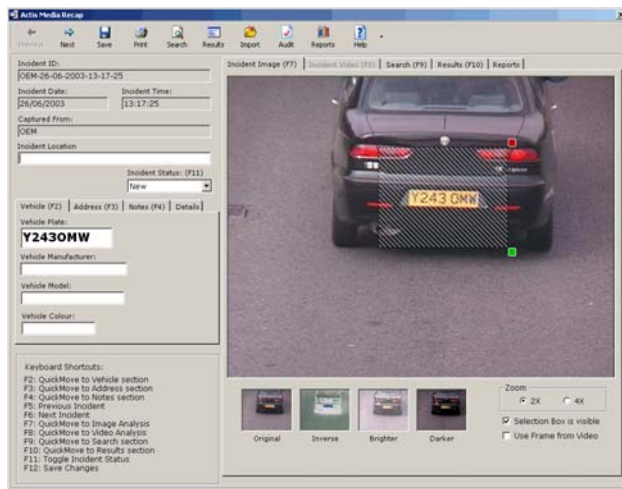 Actis Media Recap
Previous Next Save Print Search Results Import Audit Reports Help
Incident ID:
OEM-26-06-2003-13-17-25
Incident Date: Incident Time:
26/06/2003 13:17:25
Captured From:
OEM
Incident Location
Incident Status: (F11)
New
Vehicle (F2) Address (F3) Notes (F4) Details
Vehicle Plate:
Y243OMW
Vehicle Manufacturer:
Vehicle Model:
Vehicle Colour:
Keyboard Shortcuts:
F2: QuickMove to Vehicle section
F3: QuickMove to Address section
F4: QuickMove to Notes section
F5: Previous Incident
F6: Next Incident
F7: QuickMove to Image Analysis
F8: QuickMove to Video Analysis
F9: QuickMove to Search section
F10: QuickMove to Results section
F11: Toggle Incident Status
F12: Save Changes
Incident Image (F7) Incident Video (F8) Search (F9) Results (F10) Reports
Y243 OMW
Original Inverse Brighter Darker
Zoom
2X 4X
Selection Box is visible
Use Frame from Video